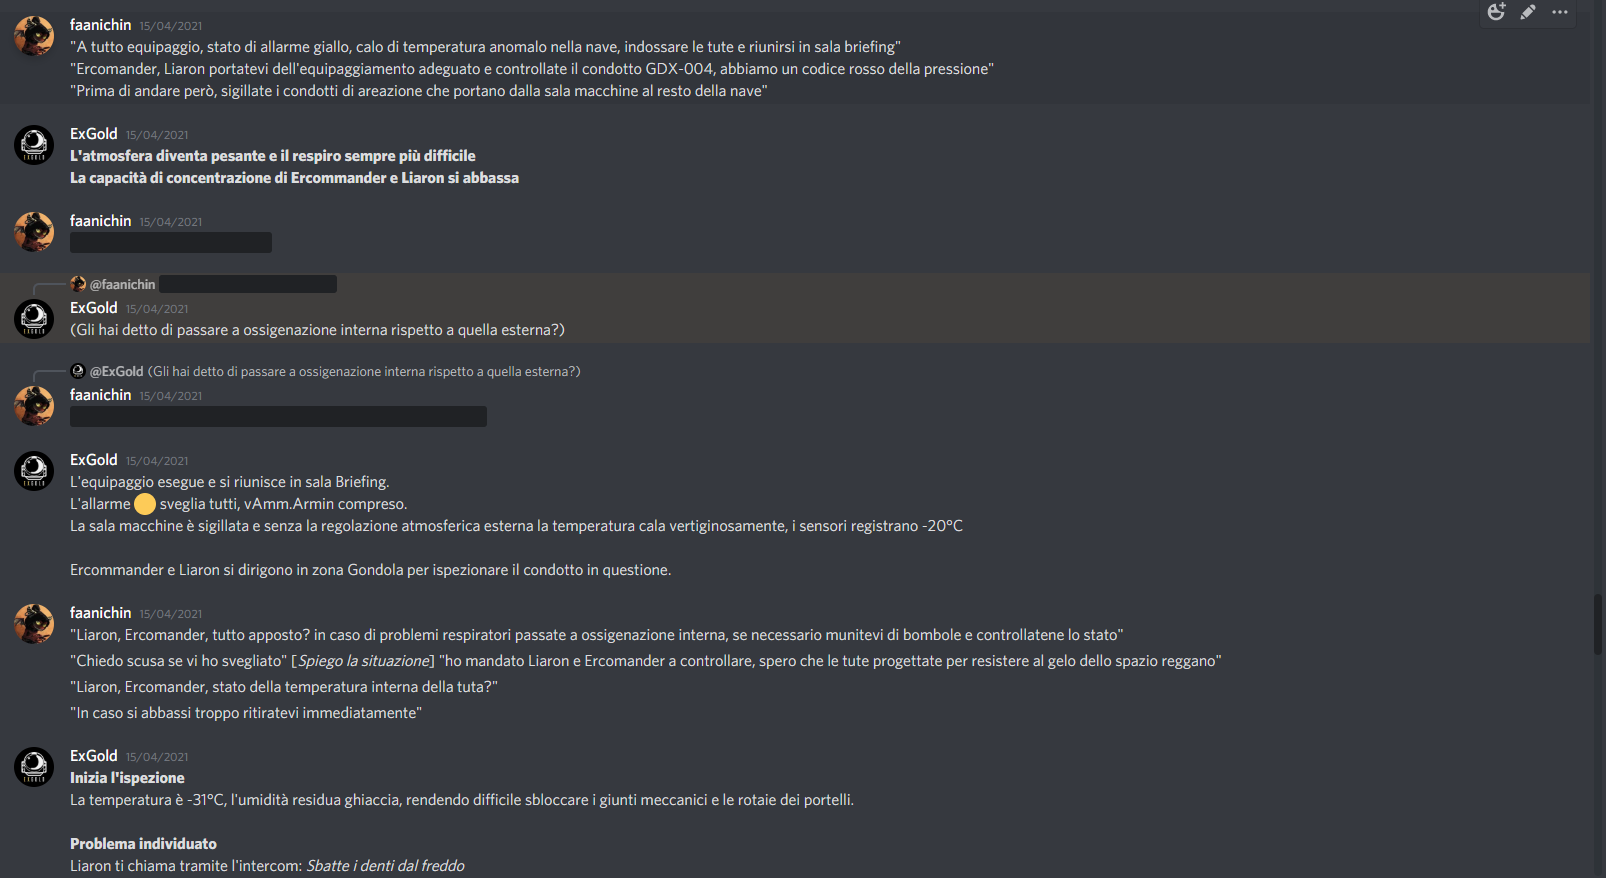 faanichin 15/04/2021
"A tutto equipaggio, stato di allarme giallo, calo di temperatura anomalo nella nave, indossare le tute e riunirsi in sala briefing"
"Ercomander, Liaron portatevi dell'equipaggiamento adeguato e controllate il condotto GDX-004, abbiamo un codice rosso della pressione"
"Prima di andare però, sigillate i condotti di areazione che portano dalla sala macchine al resto della nave"
ExGold 15/04/2021
L'atmosfera diventa pesante e il respiro sempre più difficile
La capacità di concentrazione di Ercommander e Liaron si abbassa
faanichin 15/04/2021
@faanichin
ExGold 15/04/2021
(Gli hai detto di passare a ossigenazione interna rispetto a quella esterna?)
@ExGold (Gli hai detto di passare a ossigenazione interna rispetto a quella esterna?)
faanichin 15/04/2021
ExGold 15/04/2021
L'equipaggio esegue e si riunisce in sala Briefing.
L'allarme sveglia tutti, vAmm.Armin compreso.
La sala macchine è sigillata e senza la regolazione atmosferica esterna la temperatura cala vertiginosamente, i sensori registrano -20°C
Ercommander e Liaron si dirigono in zona Gondola per ispezionare il condotto in questione.
faanichin 15/04/2021
"Liaron, Ercomander, tutto apposto? in caso di problemi respiratori passate a ossigenazione interna, se necessario munitevi di bombole e controllatene lo stato"
"Chiedo scusa se vi ho svegliato" [Spiego la situazione] "ho mandato Liaron e Ercomander a controllare, spero che le tute progettate per resistere al gelo dello spazio reggano"
"Liaron, Ercomander, stato della temperatura interna della tuta?"
"In caso si abbassi troppo ritiratevi immediatamente"
ExGold 15/04/2021
Inizia l'ispezione
La temperatura è -31°C, l'umidità residua ghiaccia, rendendo difficile sbloccare i giunti meccanici e le rotaie dei portelli.
Problema individuato
Liaron ti chiama tramite l'intercom: Sbatte i denti dal freddo